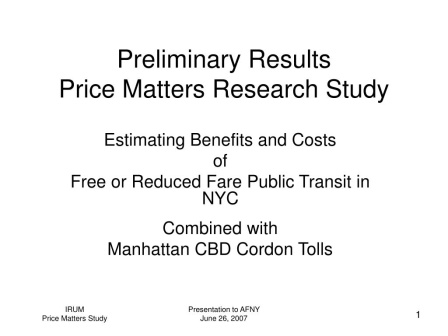 Preliminary Results
Price Matters Research Study
Estimating Benefits and Costs
of
Free or Reduced Fare Public Transit in
NYC
Combined with
Manhattan CBD Cordon Tolls
IRUM
Price Matters Study
Presentation to AFNY
June 26, 2007
1